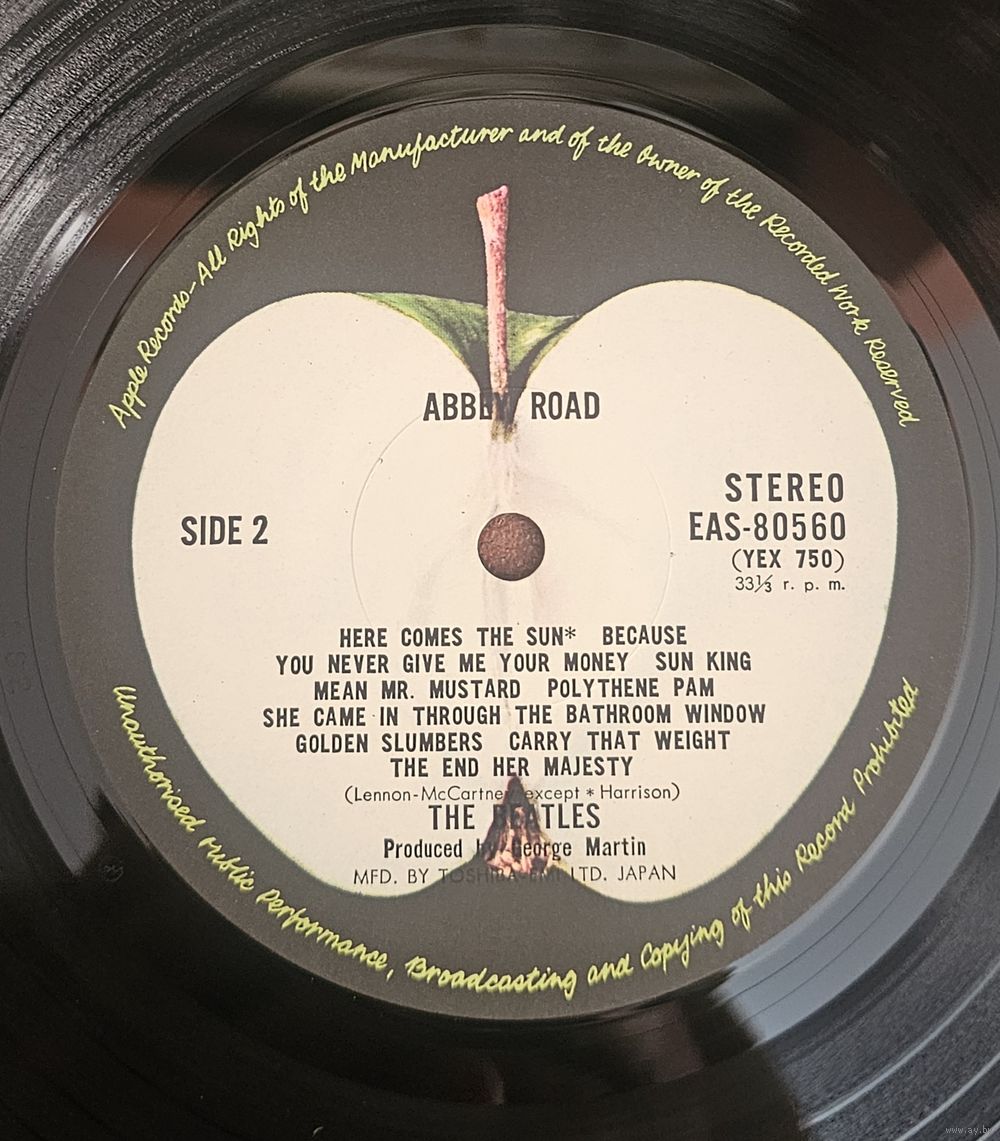 Apple Records - All Rights of the Manufacturer and of the Owner of the Recorded Work Reserved
ABBEY ROAD
STEREO
SIDE 2
EAS-80560
(YEX 750)
33⅓ r. p. m.
HERE COMES THE SUN* BECAUSE
YOU NEVER GIVE ME YOUR MONEY SUN KING
MEAN MR. MUSTARD POLYTHENE PAM
SHE CAME IN THROUGH THE BATHROOM WINDOW
GOLDEN SLUMBERS CARRY THAT WEIGHT
THE END HER MAJESTY
(Lennon-McCartney except * Harrison)
THE BEATLES
Produced by George Martin
MFD. BY TOSHIBA-EMI LTD. JAPAN
Unauthorised Public Performance, Broadcasting and Copying of this Record Prohibited
www.ay.by